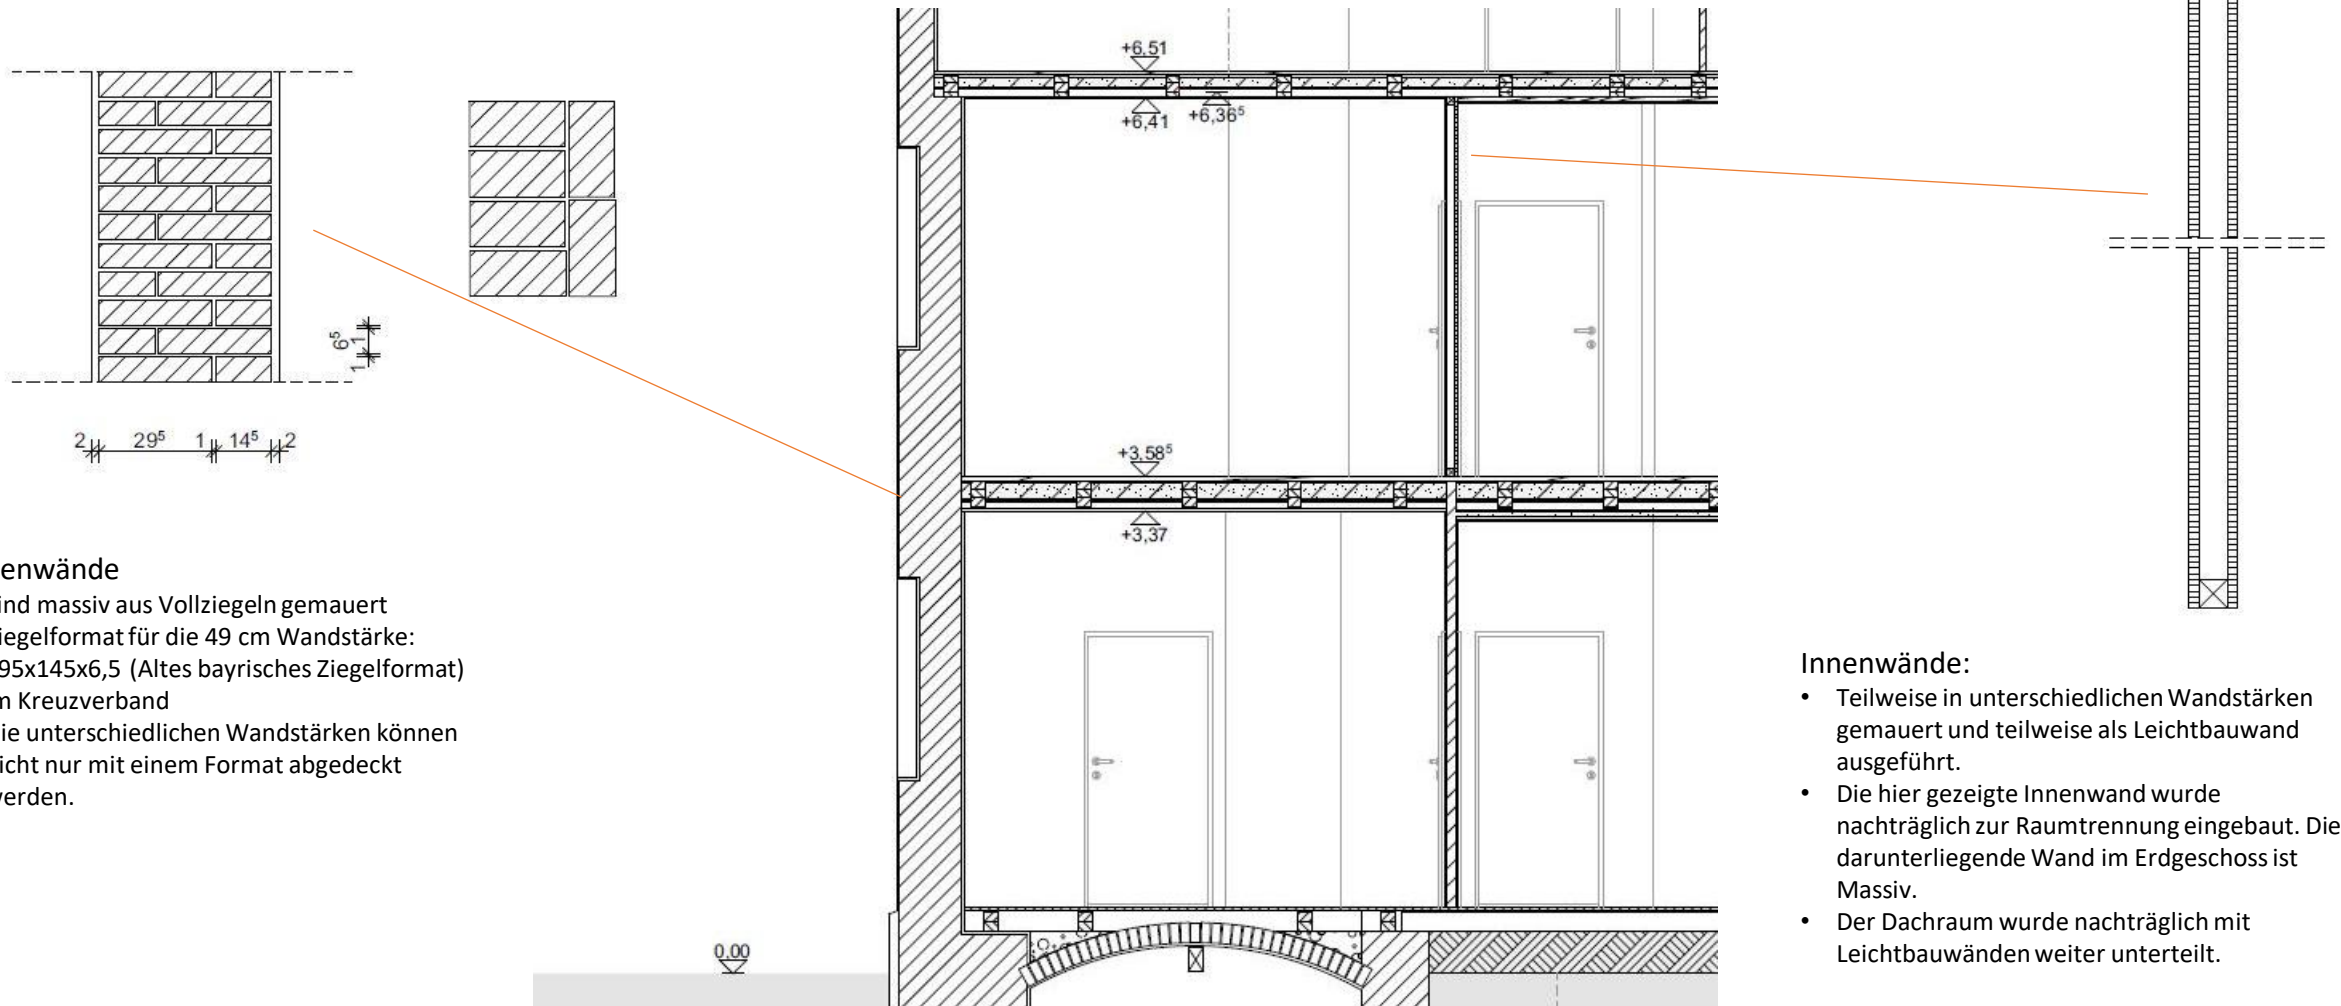 +6,51
+6,41 +6,36⁵
6⁵
1
1
2 29⁵ 1 14⁵ 2
+3,58⁵
+3,37
enwände
ind massiv aus Vollziegeln gemauert
iegelformat für die 49 cm Wandstärke:
95x145x6,5 (Altes bayrisches Ziegelformat)
m Kreuzverband
ie unterschiedlichen Wandstärken können
icht nur mit einem Format abgedeckt
verden.
0,00
Innenwände:
• Teilweise in unterschiedlichen Wandstärken
gemauert und teilweise als Leichtbauwand
ausgeführt.
• Die hier gezeigte Innenwand wurde
nachträglich zur Raumtrennung eingebaut. Die
darunterliegende Wand im Erdgeschoss ist
Massiv.
• Der Dachraum wurde nachträglich mit
Leichtbauwänden weiter unterteilt.